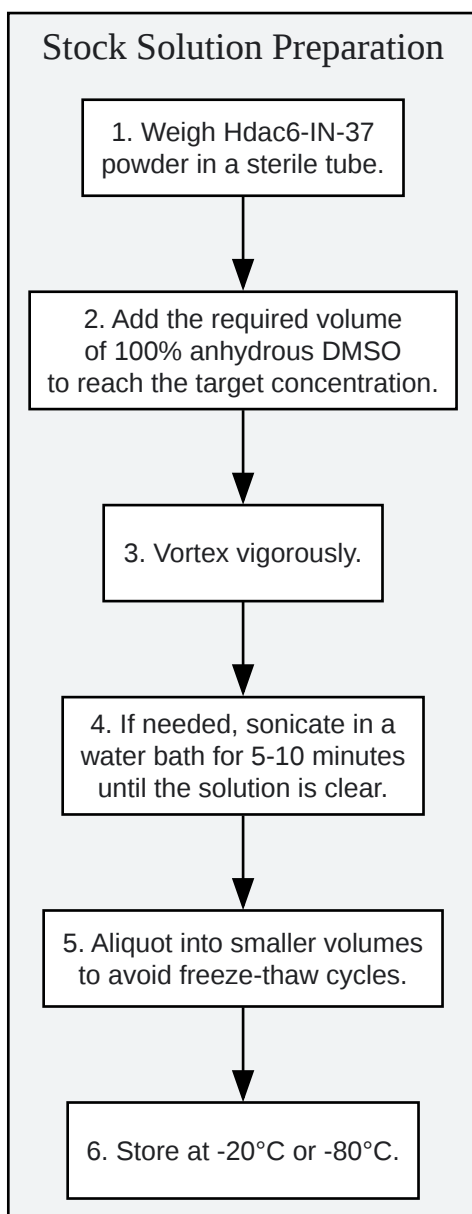 Stock Solution Preparation
1. Weigh Hdac6-IN-37
powder in a sterile tube.
2. Add the required volume
of 100% anhydrous DMSO
to reach the target concentration.
3. Vortex vigorously.
4. If needed, sonicate in a
water bath for 5-10 minutes
until the solution is clear.
5. Aliquot into smaller volumes
to avoid freeze-thaw cycles.
6. Store at -20°C or -80°C.